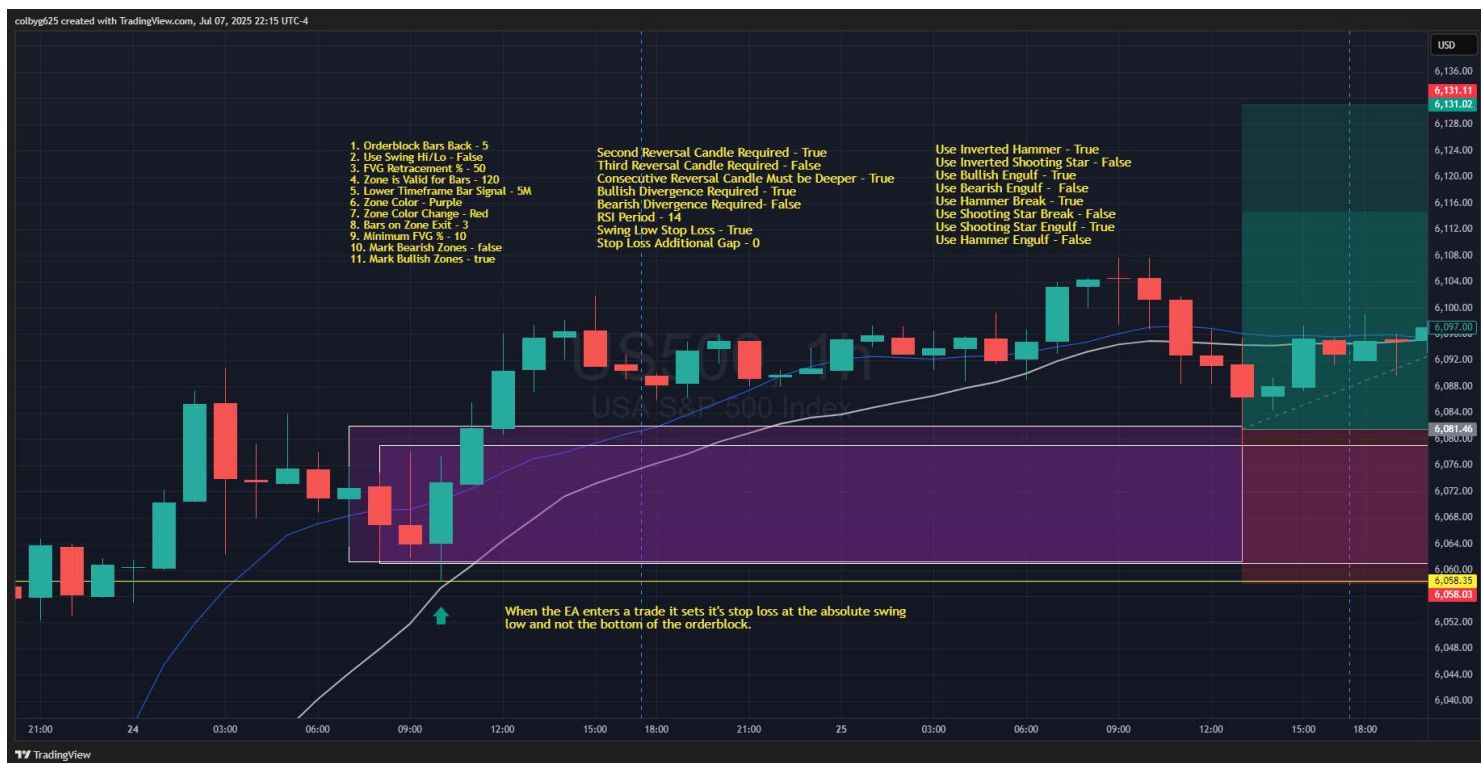 colbyg625 created with TradingView.com, Jul 07, 2025 22:15 UTC-4
USD
1. Orderblock Bars Back - 5
2. Use Swing Hi/Lo - False
3. FVG Retracement % - 50
4. Zone is Valid for Bars - 120
5. Lower Timeframe Bar Signal - 5M
6. Zone Color - Purple
7. Zone Color Change - Red
8. Bars on Zone Exit - 3
9. Minimum FVG % - 10
10. Mark Bearish Zones - false
11. Mark Bullish Zones - true
Second Reversal Candle Required - True
Third Reversal Candle Required - False
Consecutive Reversal Candle Must be Deeper - True
Bullish Divergence Required - True
Bearish Divergence Required- False
RSI Period - 14
Swing Low Stop Loss - True
Stop Loss Additional Gap - 0
Use Inverted Hammer - True
Use Inverted Shooting Star - False
Use Bullish Engulf - True
Use Bearish Engulf - False
Use Hammer Break - True
Use Shooting Star Break - False
Use Shooting Star Engulf - True
Use Hammer Engulf - False
US500 1h
USA S&P 500 Index
When the EA enters a trade it sets it's stop loss at the absolute swing
low and not the bottom of the orderblock.
6,136.00
6,131.11
6,131.02
6,128.00
6,124.00
6,120.00
6,116.00
6,112.00
6,108.00
6,104.00
6,100.00
6,097.00
6,092.00
6,088.00
6,084.00
6,081.46
6,080.00
6,076.00
6,072.00
6,068.00
6,064.00
6,060.00
6,058.35
6,058.03
6,052.00
6,048.00
6,044.00
6,040.00
21:00
24
03:00
06:00
09:00
12:00
15:00
18:00
21:00
25
03:00
06:00
09:00
12:00
15:00
18:00
TradingView